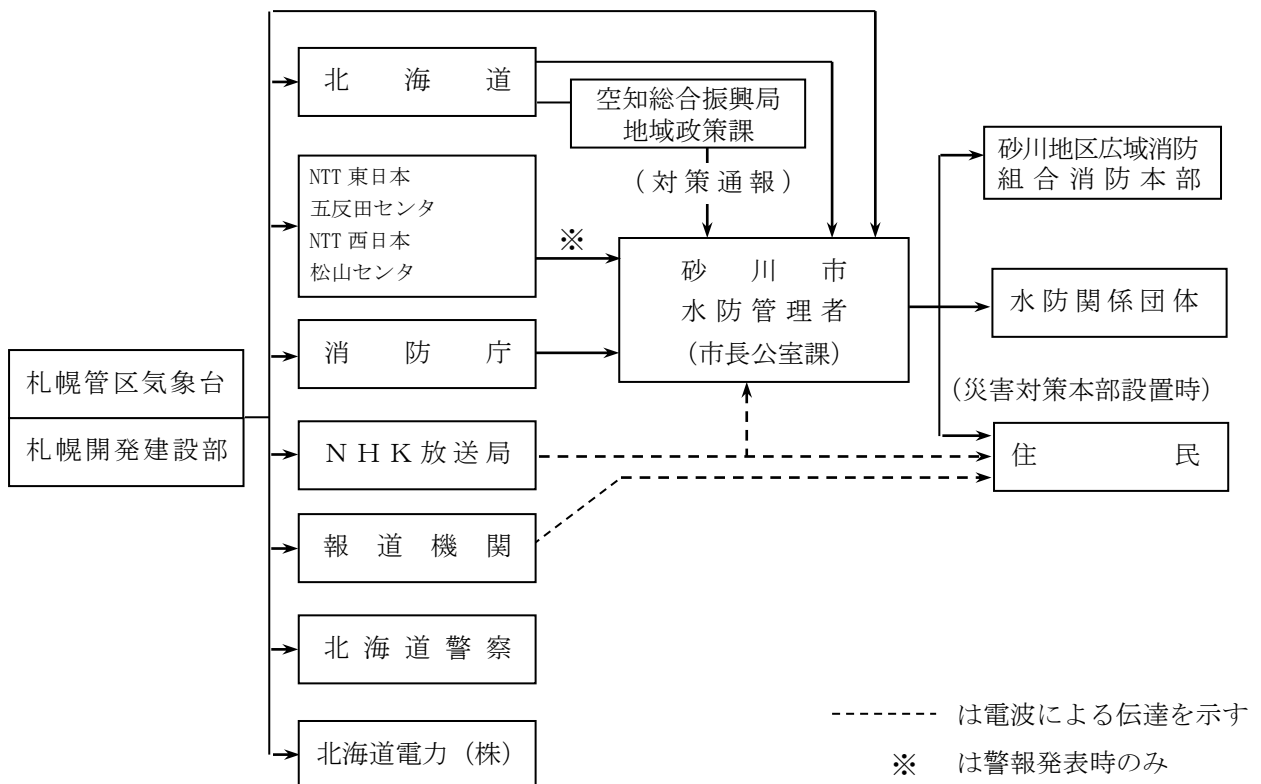 北海道
空知総合振興局
地域政策課
(対策通報)
NTT東日本
五反田センタ
NTT西日本
松山センタ
※
砂川市
水防管理者
(市長公室課)
砂川地区広域消防
組合消防本部
水防関係団体
(災害対策本部設置時)
住民
消防庁
札幌管区気象台
札幌開発建設部
NHK放送局
報道機関
北海道警察
北海道電力(株)
は電波による伝達を示す
※ は警報発表時のみ